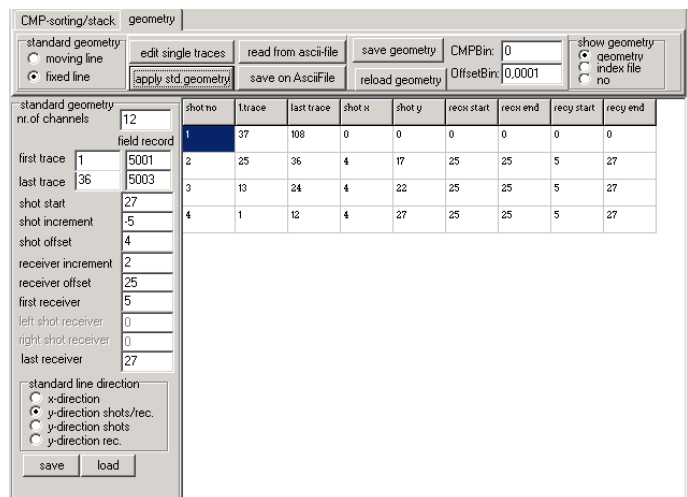 CMP-sorting/stack geometry
standard geometry
moving line
fixed line
edit single traces
read from ascii-file
save geometry
CMPBin: 0
apply std.geometry
save on AsciiFile
reload geometry
OffsetBin: 0,0001
show geometry
geometry
index file
no
standard geometry
nr.of channels 12
field record
first trace 1 5001
last trace 36 5003
shot start 27
shot increment -5
shot offset 4
receiver increment 2
receiver offset 25
first receiver 5
left shot receiver 0
right shot receiver 0
last receiver 27
standard line direction
x-direction
y-direction shots/rec.
y-direction shots
y-direction rec.
save load
shot no 1.trace last trace shot x shot y recx start recx end recy start recy end
1 37 108 0 0 0 0 0 0
2 25 36 4 17 25 25 5 27
3 13 24 4 22 25 25 5 27
4 1 12 4 27 25 25 5 27